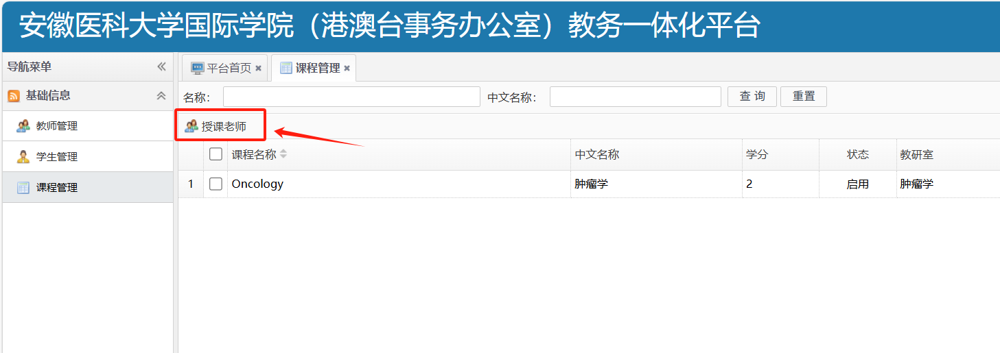 安徽医科大学国际学院（港澳台事务办公室）教务一体化平台
导航菜单
平台首页 课程管理
基础信息
名称： 中文名称： 查 询 重置
教师管理
授课老师
学生管理
课程名称 中文名称 学分 状态 教研室
课程管理
1 Oncology 肿瘤学 2 启用 肿瘤学